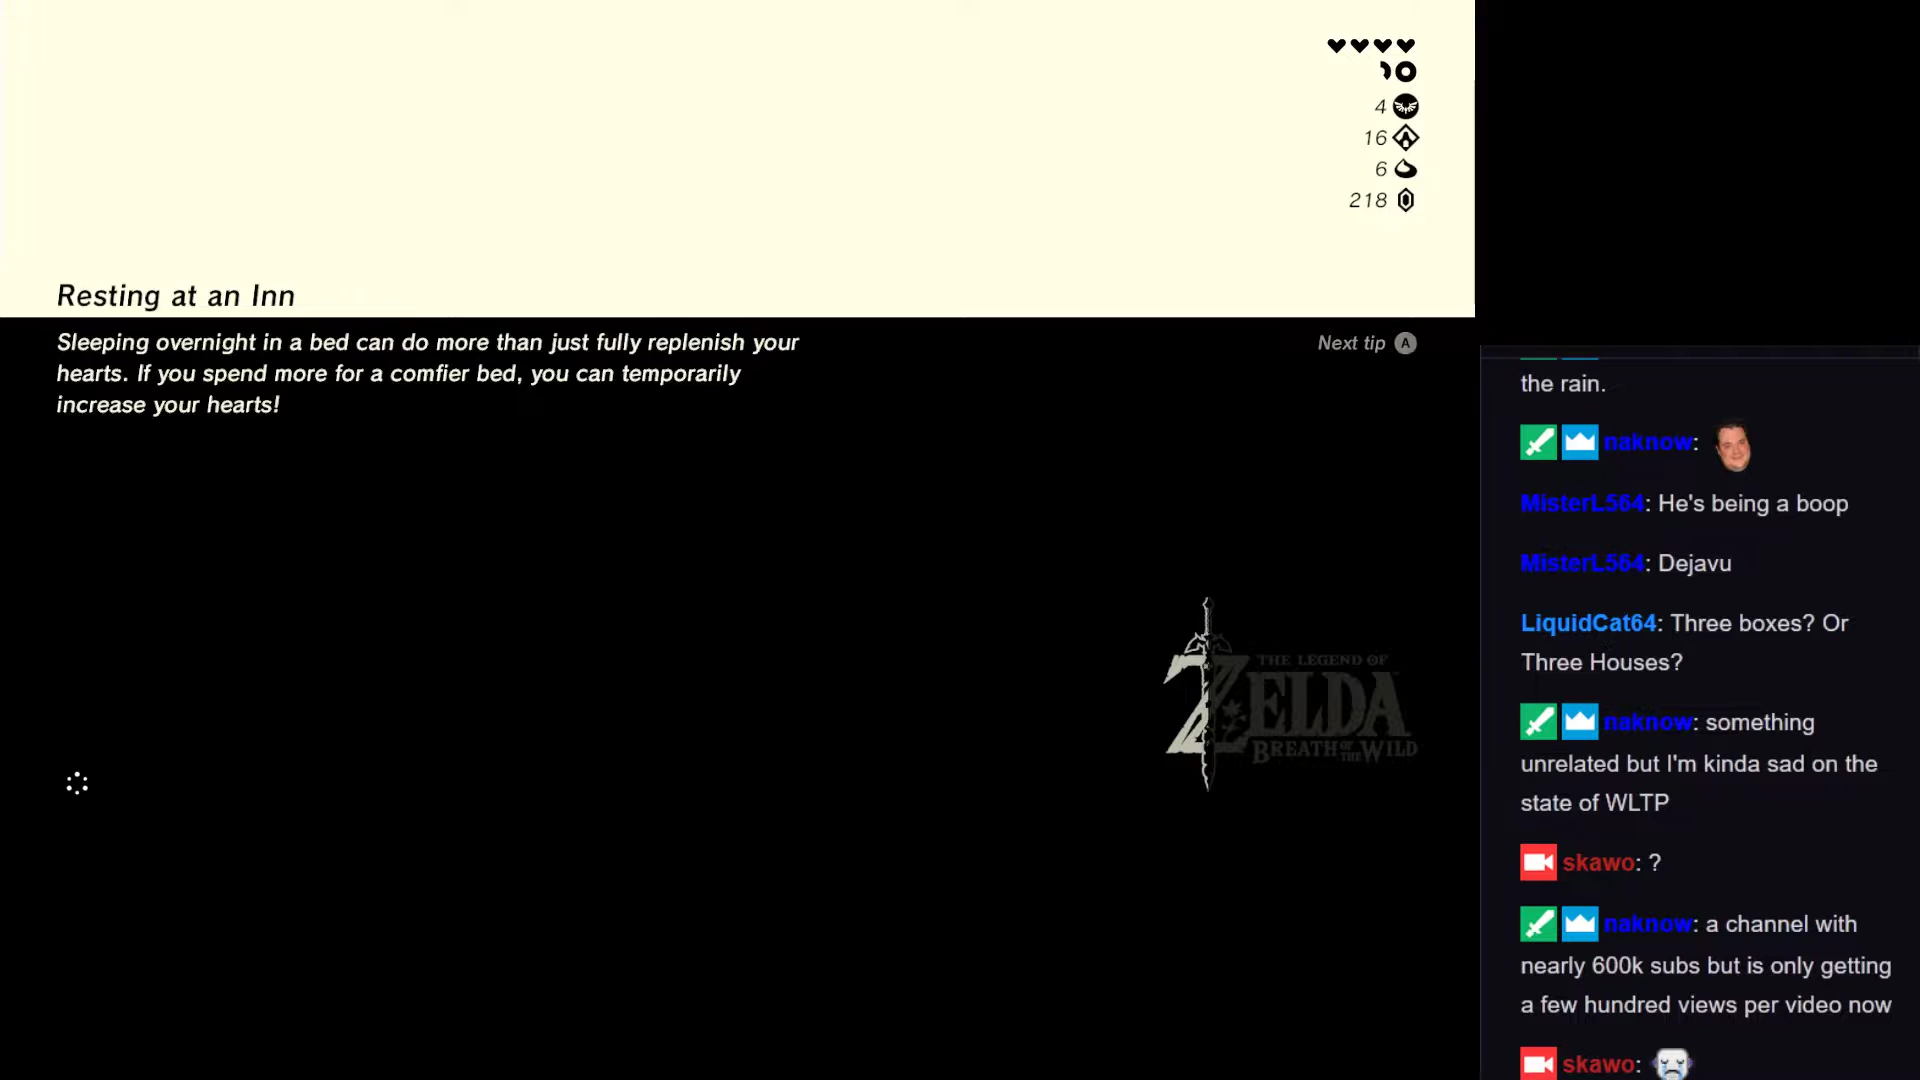 4
16
6
218
Resting at an Inn
Sleeping overnight in a bed can do more than just fully replenish your
hearts. If you spend more for a comfier bed, you can temporarily
increase your hearts!
Next tip A
THE LEGEND OF
ZELDA
BREATH OF THE WILD
the rain.
naknow:
MisterL564: He's being a boop
MisterL564: Dejavu
LiquidCat64: Three boxes? Or
Three Houses?
naknow: something
unrelated but I'm kinda sad on the
state of WLTP
skawo: ?
naknow: a channel with
nearly 600k subs but is only getting
a few hundred views per video now
skawo: